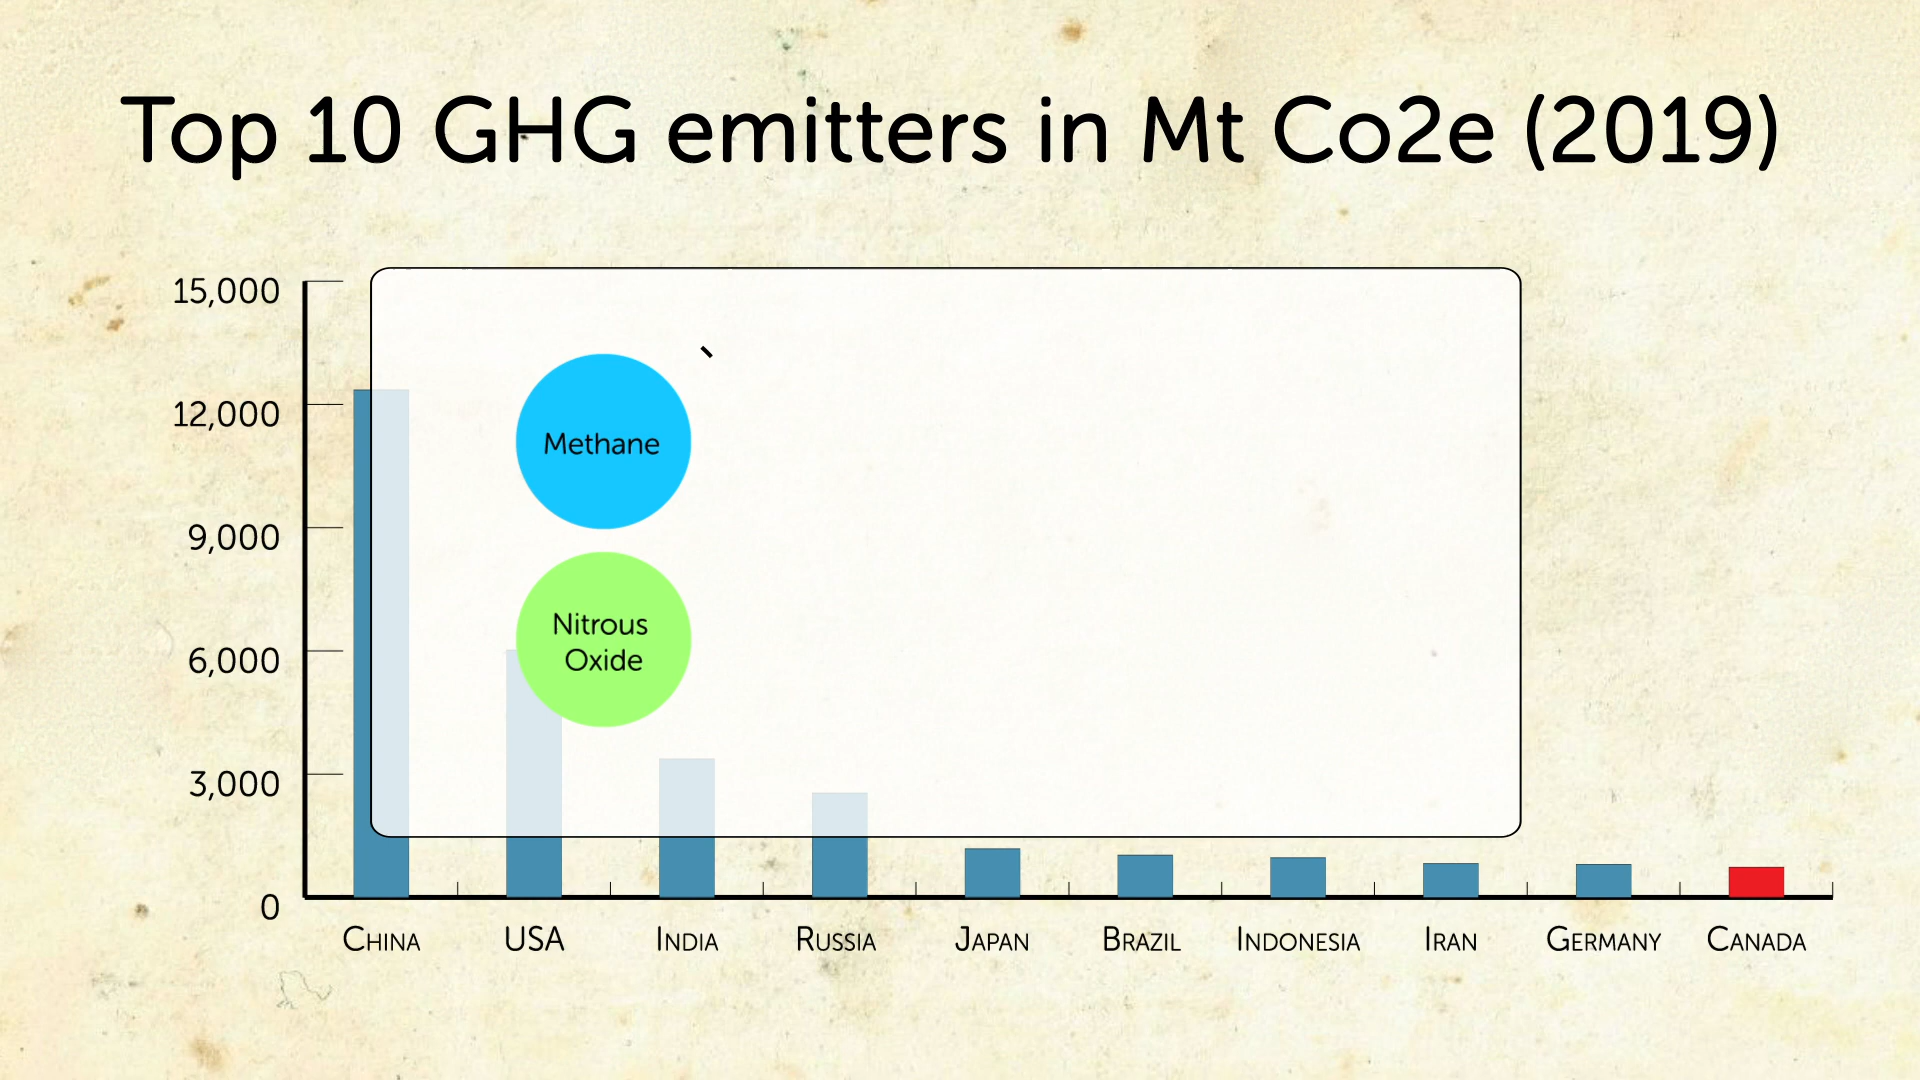 Top 10 GHG emitters in Mt Co2e (2019)
15,000
12,000
9,000
6,000
3,000
0
Methane
Nitrous
Oxide
China
USA
India
Russia
Japan
Brazil
Indonesia
Iran
Germany
Canada